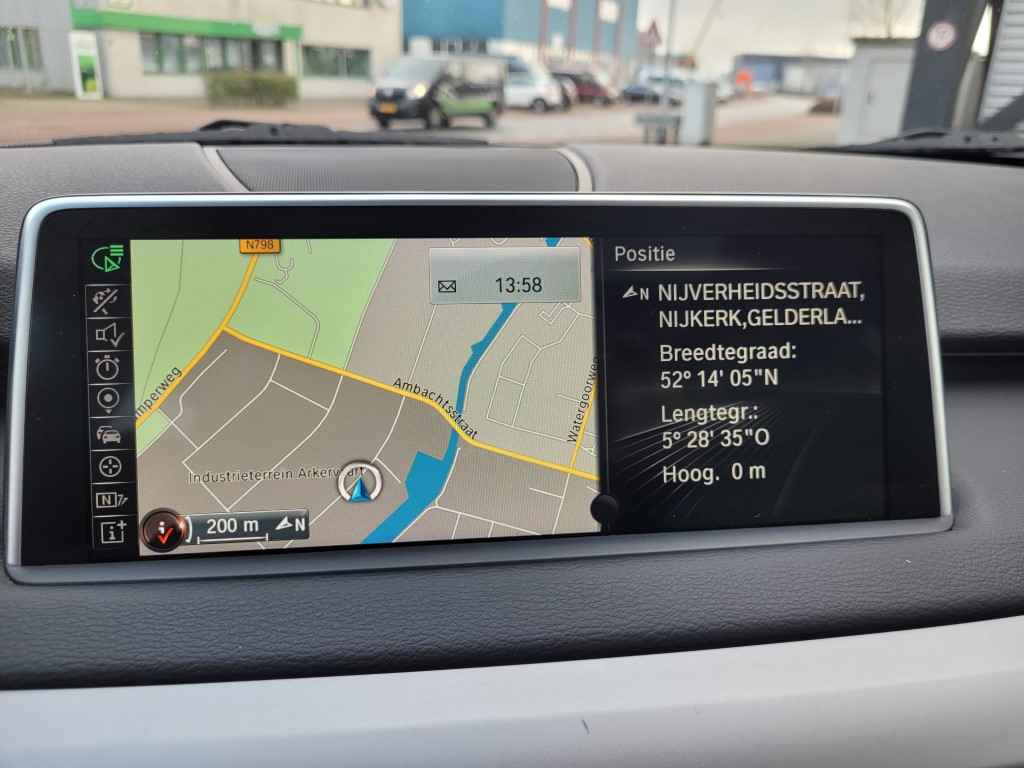 N798
13:58
Ambachtsstraat
Watergoorweg
Industrieterrein Arkervaart
200 m
N
N
i
Positie
N NIJVERHEIDSSTRAAT,
NIJKERK,GELDERLA...
Breedtegraad:
52° 14' 05"N
Lengtegr.:
5° 28' 35"O
Hoog. 0 m